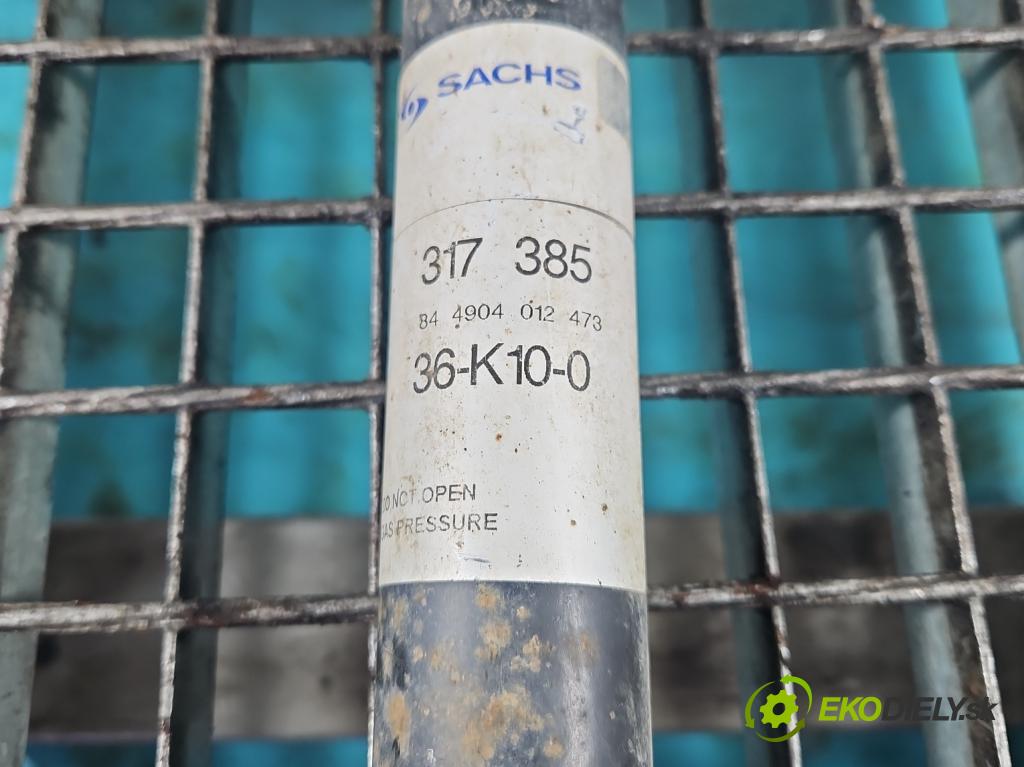 SACHS
317 385
84 4904 012 473
36-K10-0
DO NOT OPEN
GAS PRESSURE
EKODIELY.sk